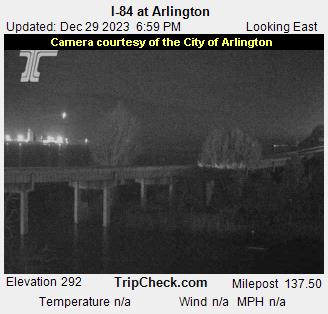 I-84 at Arlington
Updated: Dec 29 2023 6:59 PM Looking East
Camera courtesy of the City of Arlington
Elevation 292 TripCheck.com Milepost 137.50
Temperature n/a Wind n/a MPH n/a